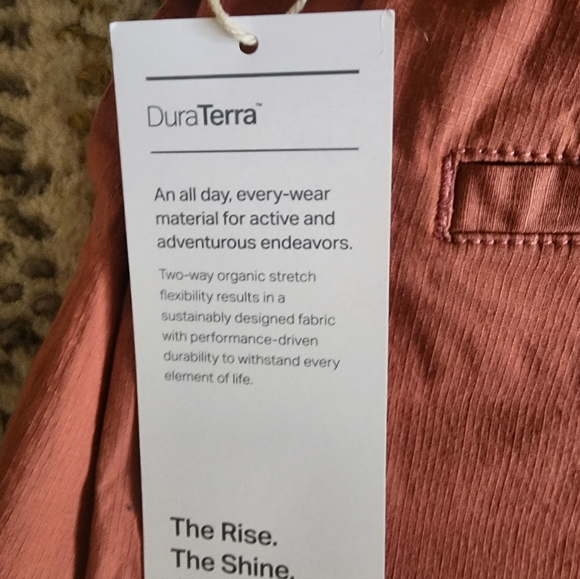 DuraTerra™
An all day, every-wear
material for active and
adventurous endeavors.
Two-way organic stretch
flexibility results in a
sustainably designed fabric
with performance-driven
durability to withstand every
element of life.
The Rise.
The Shine.